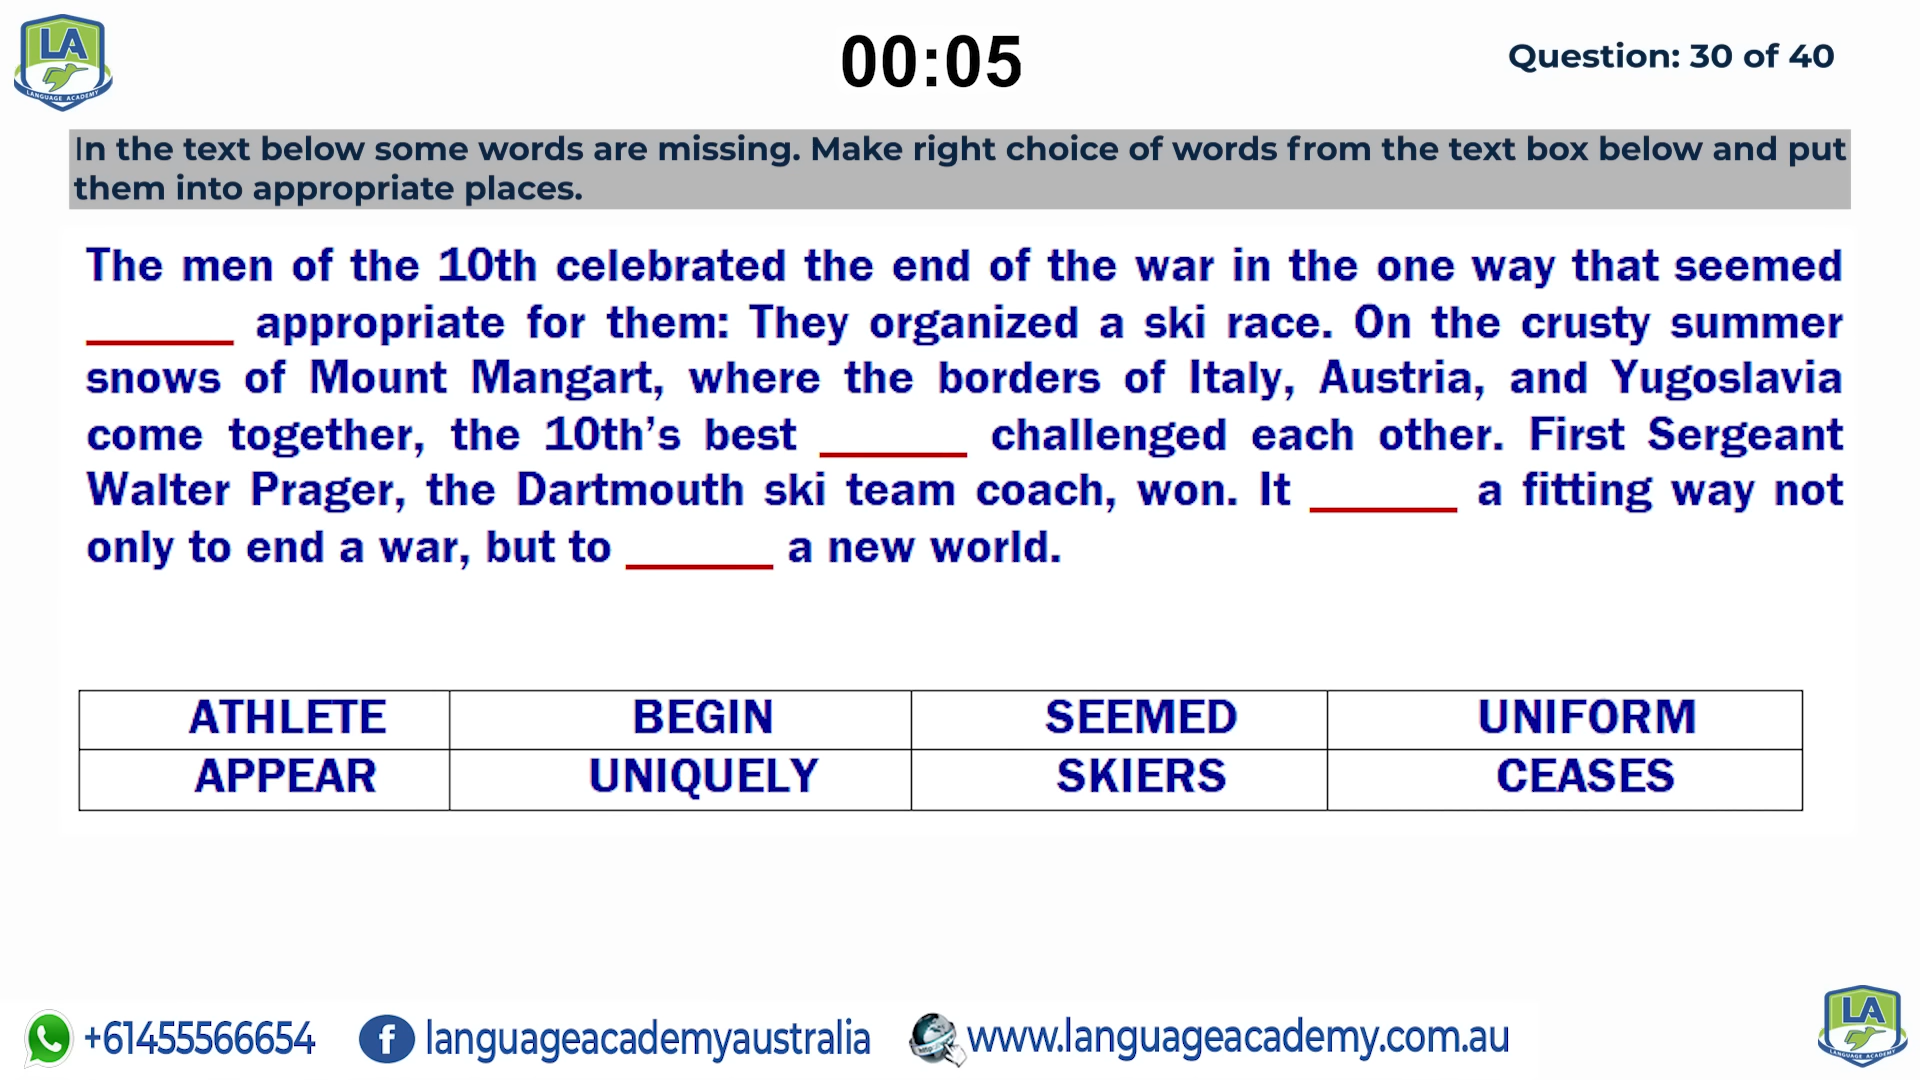 LA
LANGUAGE ACADEMY
00:05
Question: 30 of 40
In the text below some words are missing. Make right choice of words from the text box below and put
them into appropriate places.
The men of the 10th celebrated the end of the war in the one way that seemed
______ appropriate for them: They organized a ski race. On the crusty summer
snows of Mount Mangart, where the borders of Italy, Austria, and Yugoslavia
come together, the 10th’s best ______ challenged each other. First Sergeant
Walter Prager, the Dartmouth ski team coach, won. It ______ a fitting way not
only to end a war, but to ______ a new world.
ATHLETE BEGIN SEEMED UNIFORM
APPEAR UNIQUELY SKIERS CEASES
+61455566654 languageacademyaustralia www.languageacademy.com.au
LA
LANGUAGE ACADEMY